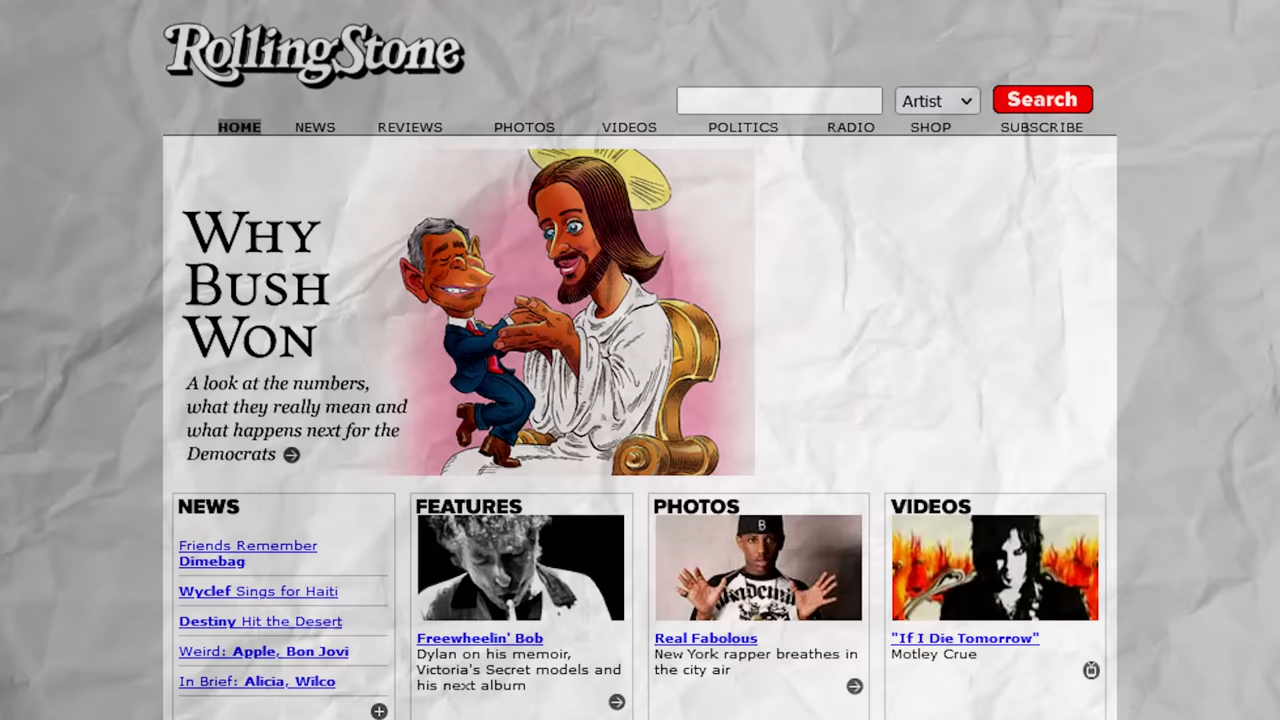 RollingStone
Artist
Search
HOME NEWS REVIEWS PHOTOS VIDEOS POLITICS RADIO SHOP SUBSCRIBE
WHY
BUSH
WON
A look at the numbers,
what they really mean and
what happens next for the
Democrats
NEWS
Friends Remember
Dimebag
Wyclef Sings for Haiti
Destiny Hit the Desert
Weird: Apple, Bon Jovi
In Brief: Alicia, Wilco
FEATURES
Freewheelin' Bob
Dylan on his memoir,
Victoria's Secret models and
his next album
PHOTOS
B
Real Fabolous
New York rapper breathes in
the city air
VIDEOS
"If I Die Tomorrow"
Motley Crue